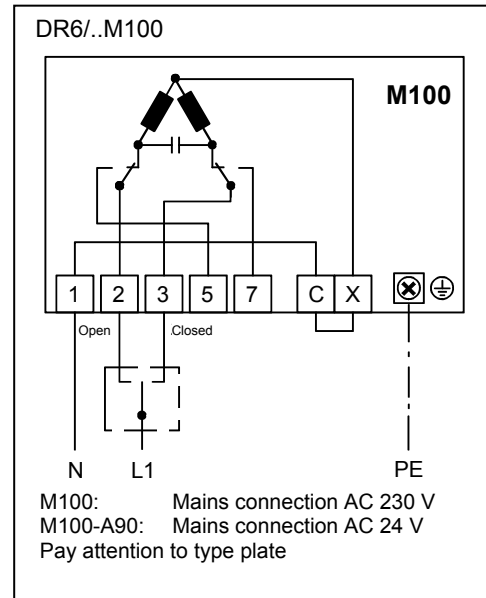 DR6/..M100
M100
1 2 3 5 7 C X
Open .Closed
N L1 PE
M100: Mains connection AC 230 V
M100-A90: Mains connection AC 24 V
Pay attention to type plate